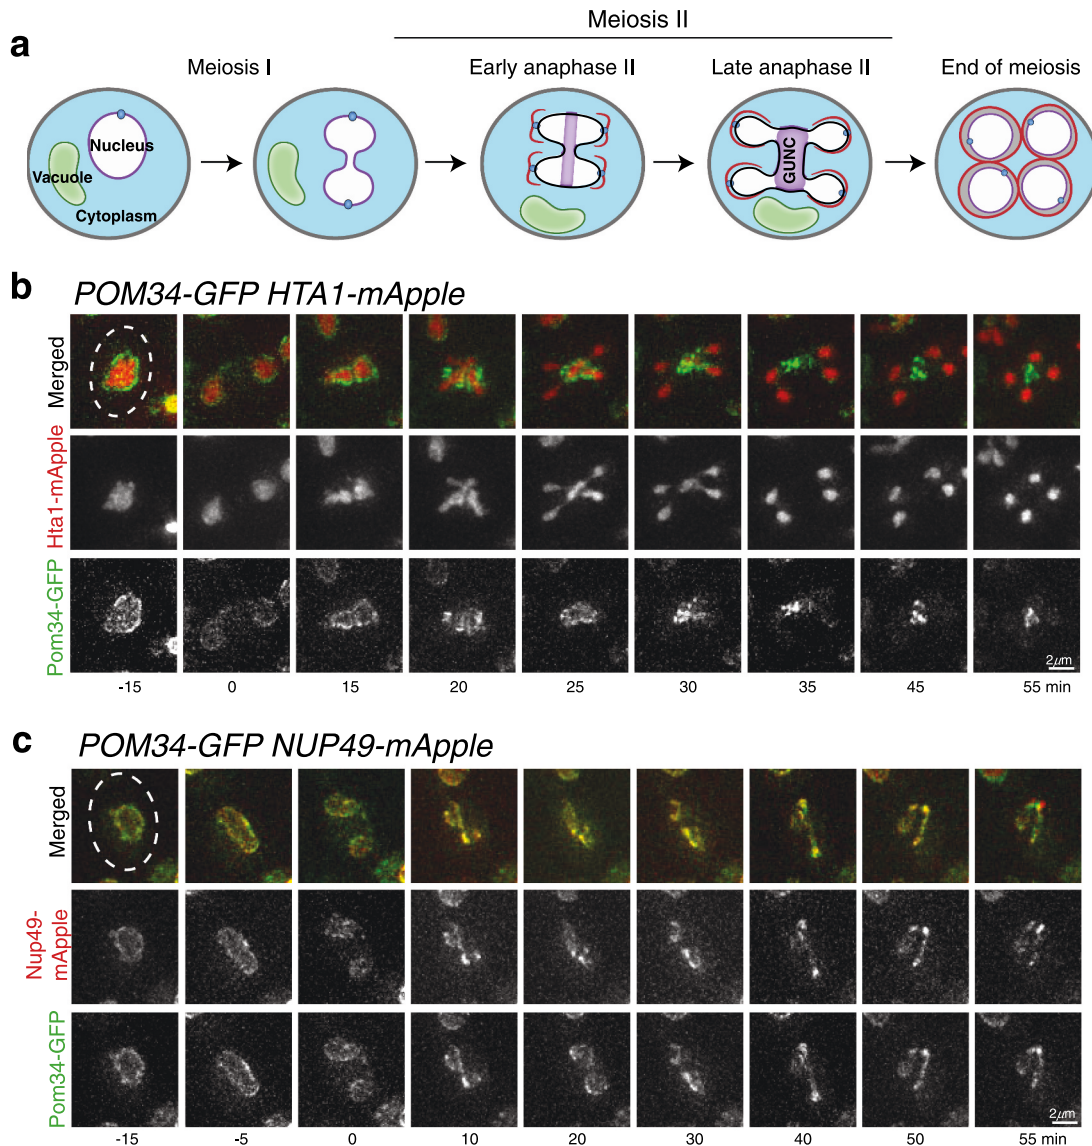 a
Meiosis II
Meiosis I
Early anaphase II
Late anaphase II
End of meiosis
Nucleus
Vacuole
Cytoplasm
GUNC
b
POM34-GFP HTA1-mApple
Merged
Hta1-mApple
Pom34-GFP
2μm
-15 0 15 20 25 30 35 45 55 min
c
POM34-GFP NUP49-mApple
Merged
Nup49-
mApple
Pom34-GFP
2μm
-15 -5 0 10 20 30 40 50 55 min